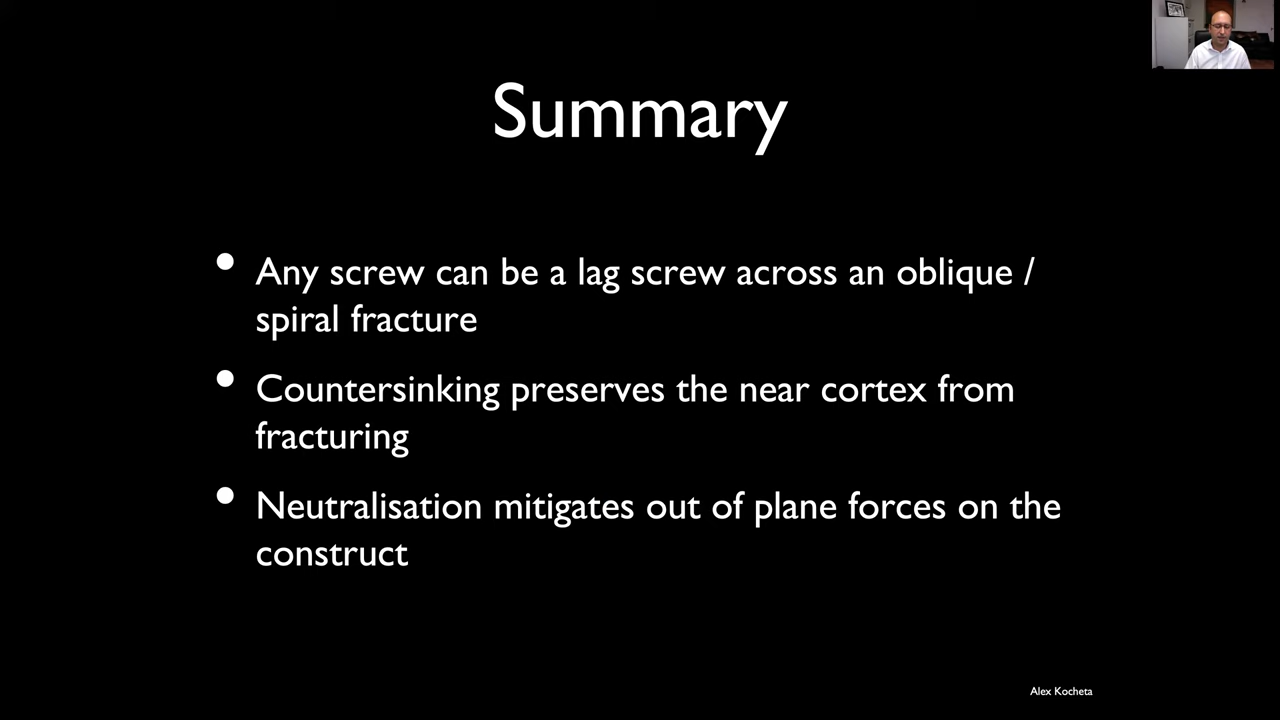 Summary
• Any screw can be a lag screw across an oblique /
spiral fracture
• Countersinking preserves the near cortex from
fracturing
• Neutralisation mitigates out of plane forces on the
construct
Alex Kocheta